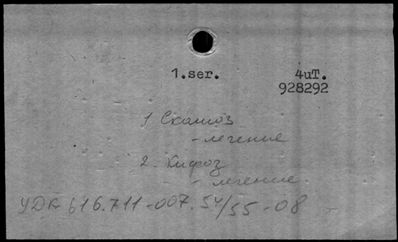 1.ser. 4uT.
928292
1 Сколиоз
- лечение
2. Кифоз
- лечение
УДК 616.711-007.54/55-08